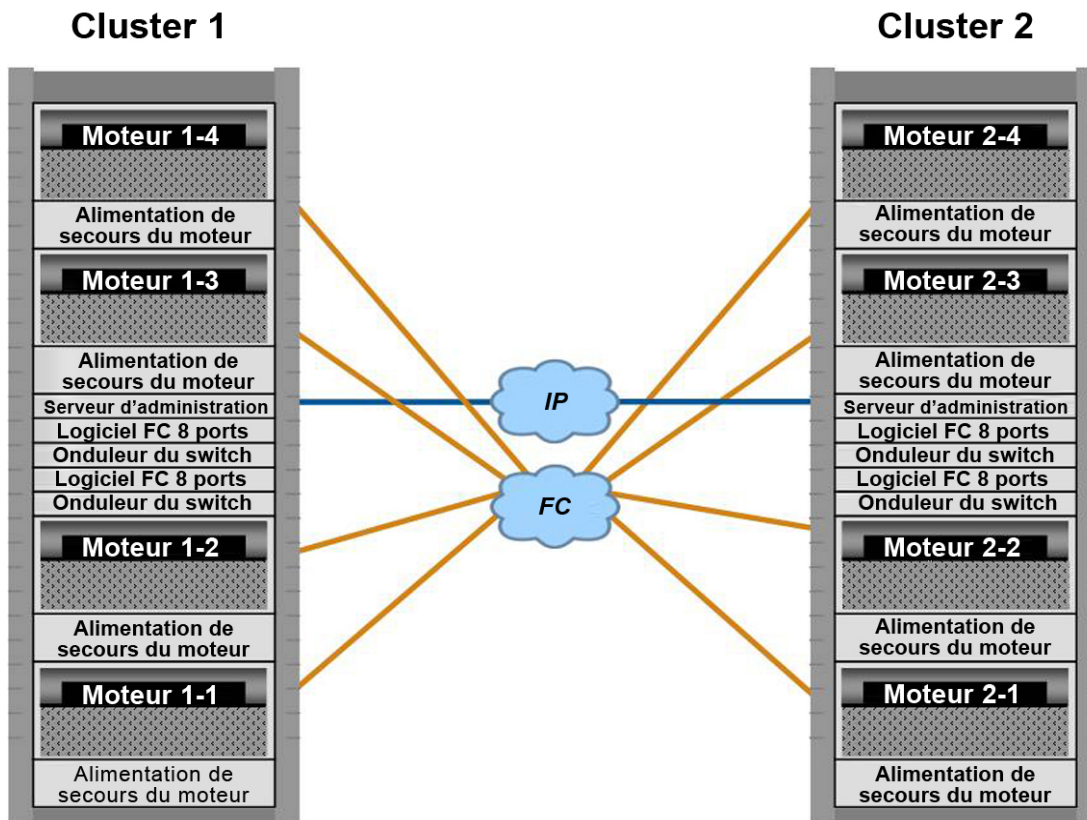 Cluster 1
Moteur 1-4
Alimentation de
secours du moteur
Moteur 1-3
Alimentation de
secours du moteur
Serveur d'administration
Logiciel FC 8 ports
Onduleur du switch
Logiciel FC 8 ports
Onduleur du switch
Moteur 1-2
Alimentation de
secours du moteur
Moteur 1-1
Alimentation de
secours du moteur
IP
FC
Cluster 2
Moteur 2-4
Alimentation de
secours du moteur
Moteur 2-3
Alimentation de
secours du moteur
Serveur d'administration
Logiciel FC 8 ports
Onduleur du switch
Logiciel FC 8 ports
Onduleur du switch
Moteur 2-2
Alimentation de
secours du moteur
Moteur 2-1
Alimentation de
secours du moteur